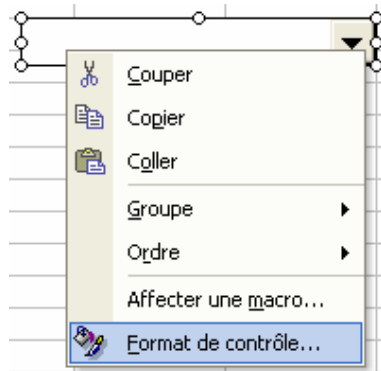 Couper
Copier
Coller
Groupe
Ordre
Affecter une macro...
Format de contrôle...